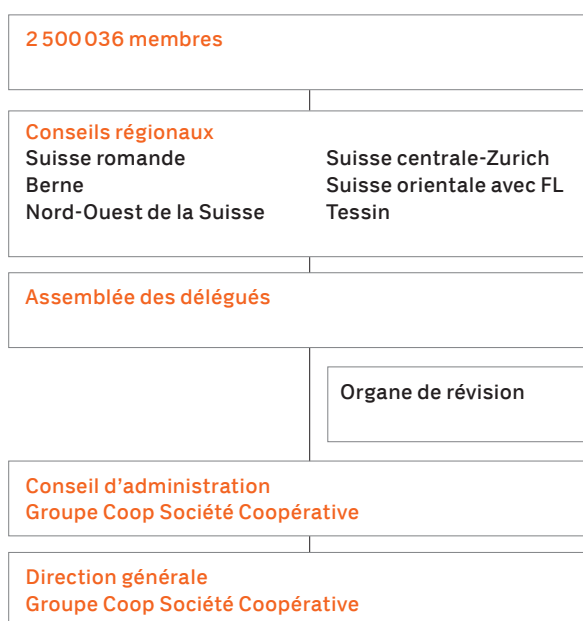 2 500 036 membres
Conseils régionaux
Suisse romande
Berne
Nord-Ouest de la Suisse
Suisse centrale-Zurich
Suisse orientale avec FL
Tessin
Assemblée des délégués
Organe de révision
Conseil d’administration
Groupe Coop Société Coopérative
Direction générale
Groupe Coop Société Coopérative